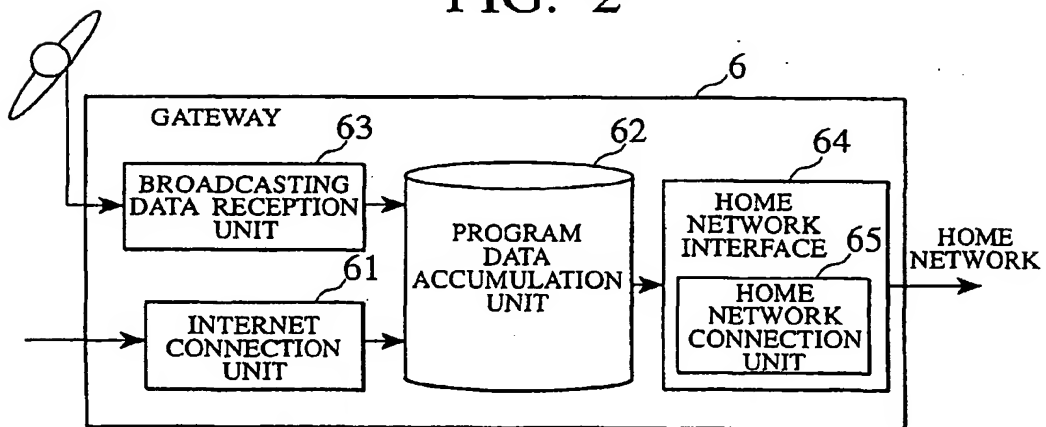 FIG. 2
6
GATEWAY
63
BROADCASTING
DATA RECEPTION
UNIT
61
INTERNET
CONNECTION
UNIT
62
PROGRAM
DATA
ACCUMULATION
UNIT
64
HOME
NETWORK
INTERFACE
65
HOME
NETWORK
CONNECTION
UNIT
HOME
NETWORK